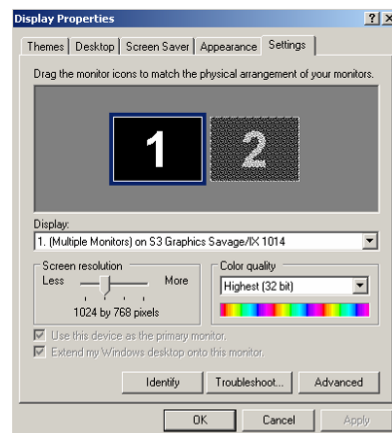 Display Properties
Themes Desktop Screen Saver Appearance Settings
Drag the monitor icons to match the physical arrangement of your monitors.
1 2
Display:
1. (Multiple Monitors) on S3 Graphics Savage/IX 1014
Screen resolution
Less More
1024 by 768 pixels
Color quality
Highest (32 bit)
Use this device as the primary monitor.
Extend my Windows desktop onto this monitor.
Identify Troubleshoot... Advanced
OK Cancel Apply